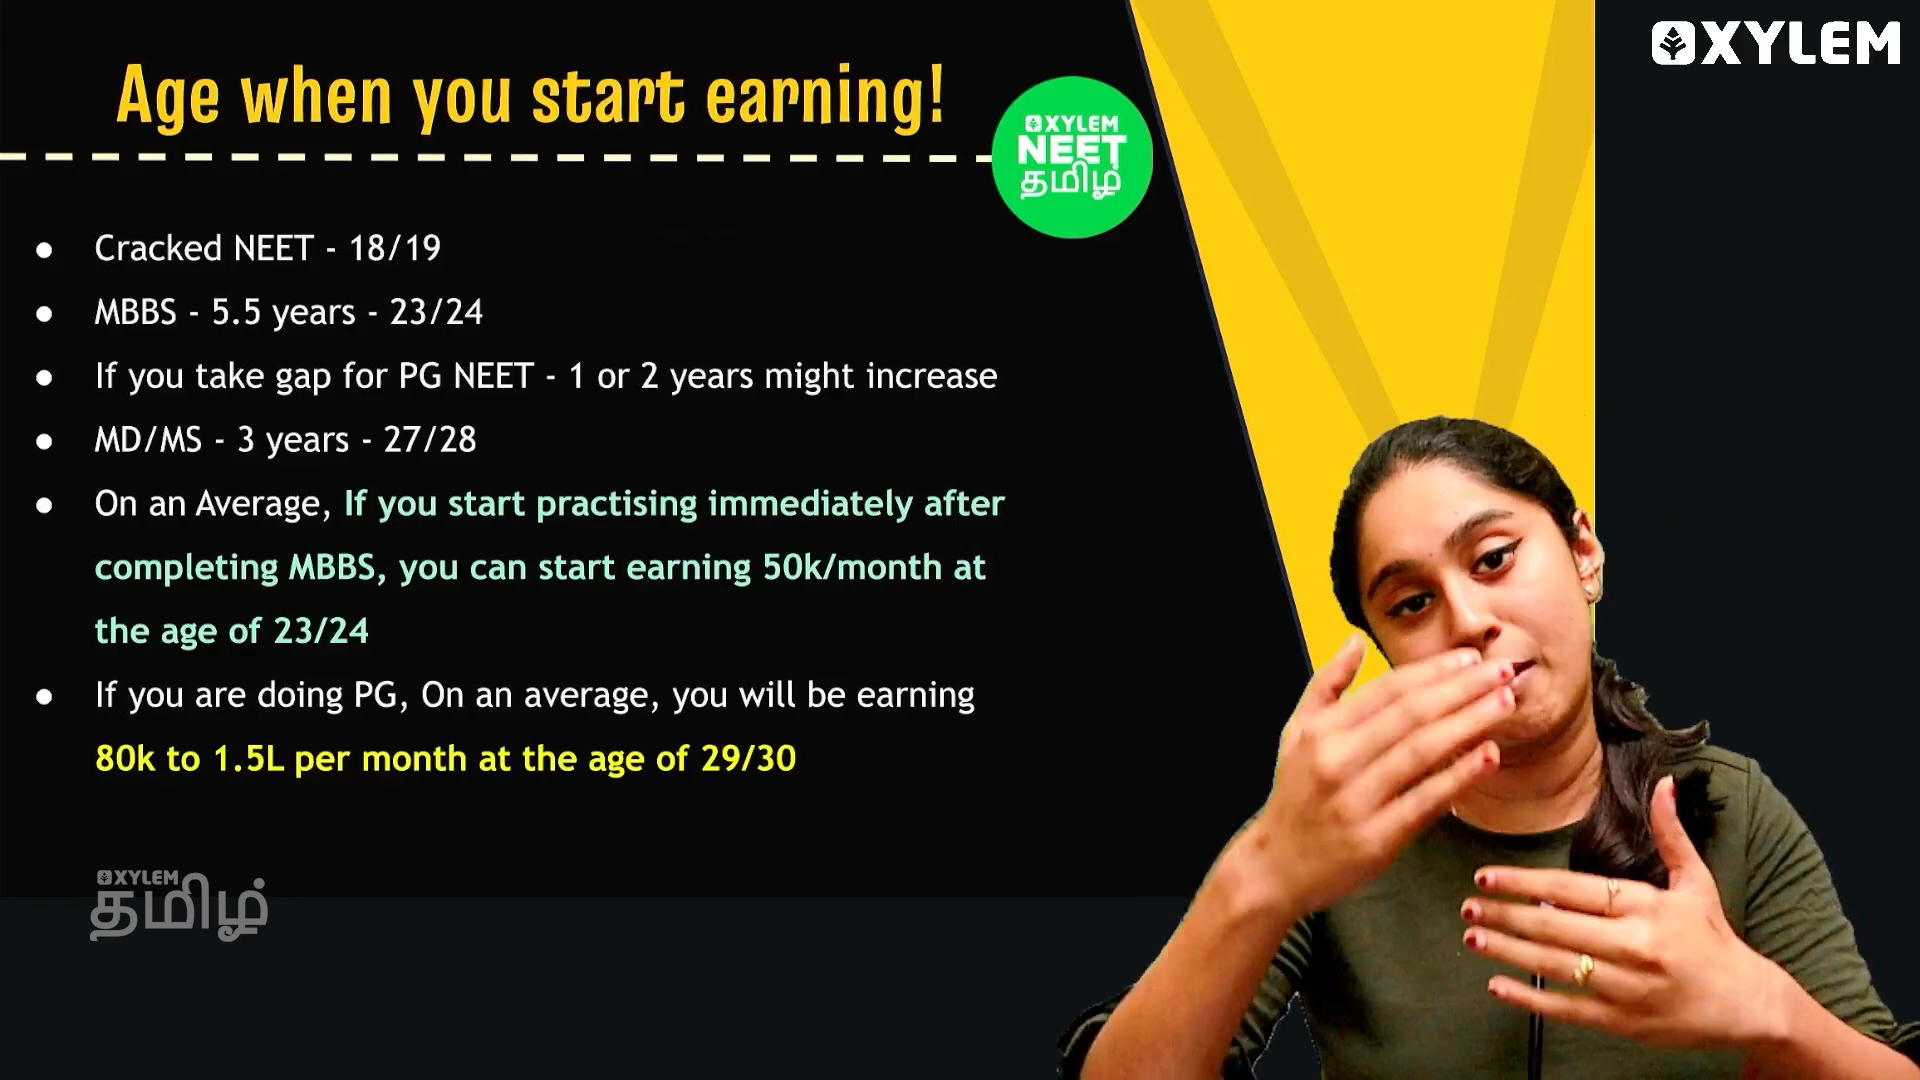 XYLEM
Age when you start earning!
XYLEM
NEET
தமிழ்
● Cracked NEET - 18/19
● MBBS - 5.5 years - 23/24
● If you take gap for PG NEET - 1 or 2 years might increase
● MD/MS - 3 years - 27/28
● On an Average, If you start practising immediately after
completing MBBS, you can start earning 50k/month at
the age of 23/24
● If you are doing PG, On an average, you will be earning
80k to 1.5L per month at the age of 29/30
XYLEM
தமிழ்